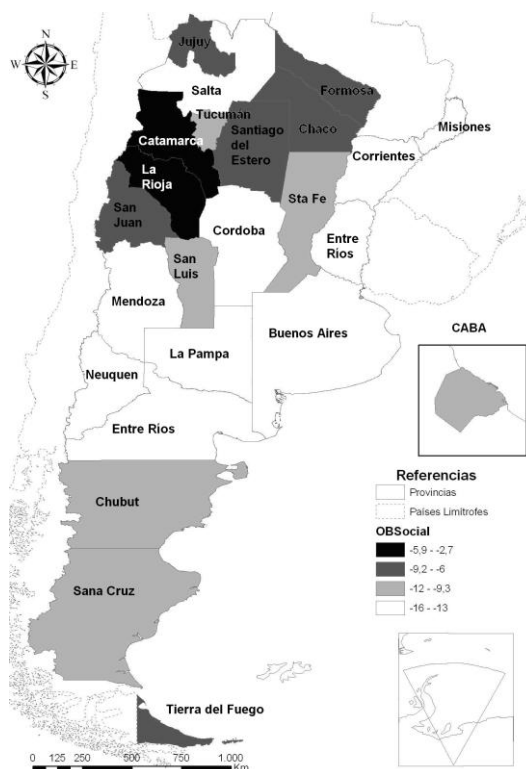 N
W
E
S
Jujuy
Salta
Formosa
Tucumán
Chaco
Misiones
Catamarca
Santiago
del
Estero
Corrientes
La
Rioja
Sta Fe
San
Juan
Cordoba
Entre
Ríos
San
Luis
Mendoza
Buenos Aires
CABA
La Pampa
Neuquen
Entre Rios
Referencias
Provincias
Países Limítrofes
OBSocial
-5,9 - -2,7
-9,2 - -6
-12 - -9,3
-16 - -13
Chubut
Sana Cruz
Tierra del Fuego
0 125 250 500 750 1.000
Km